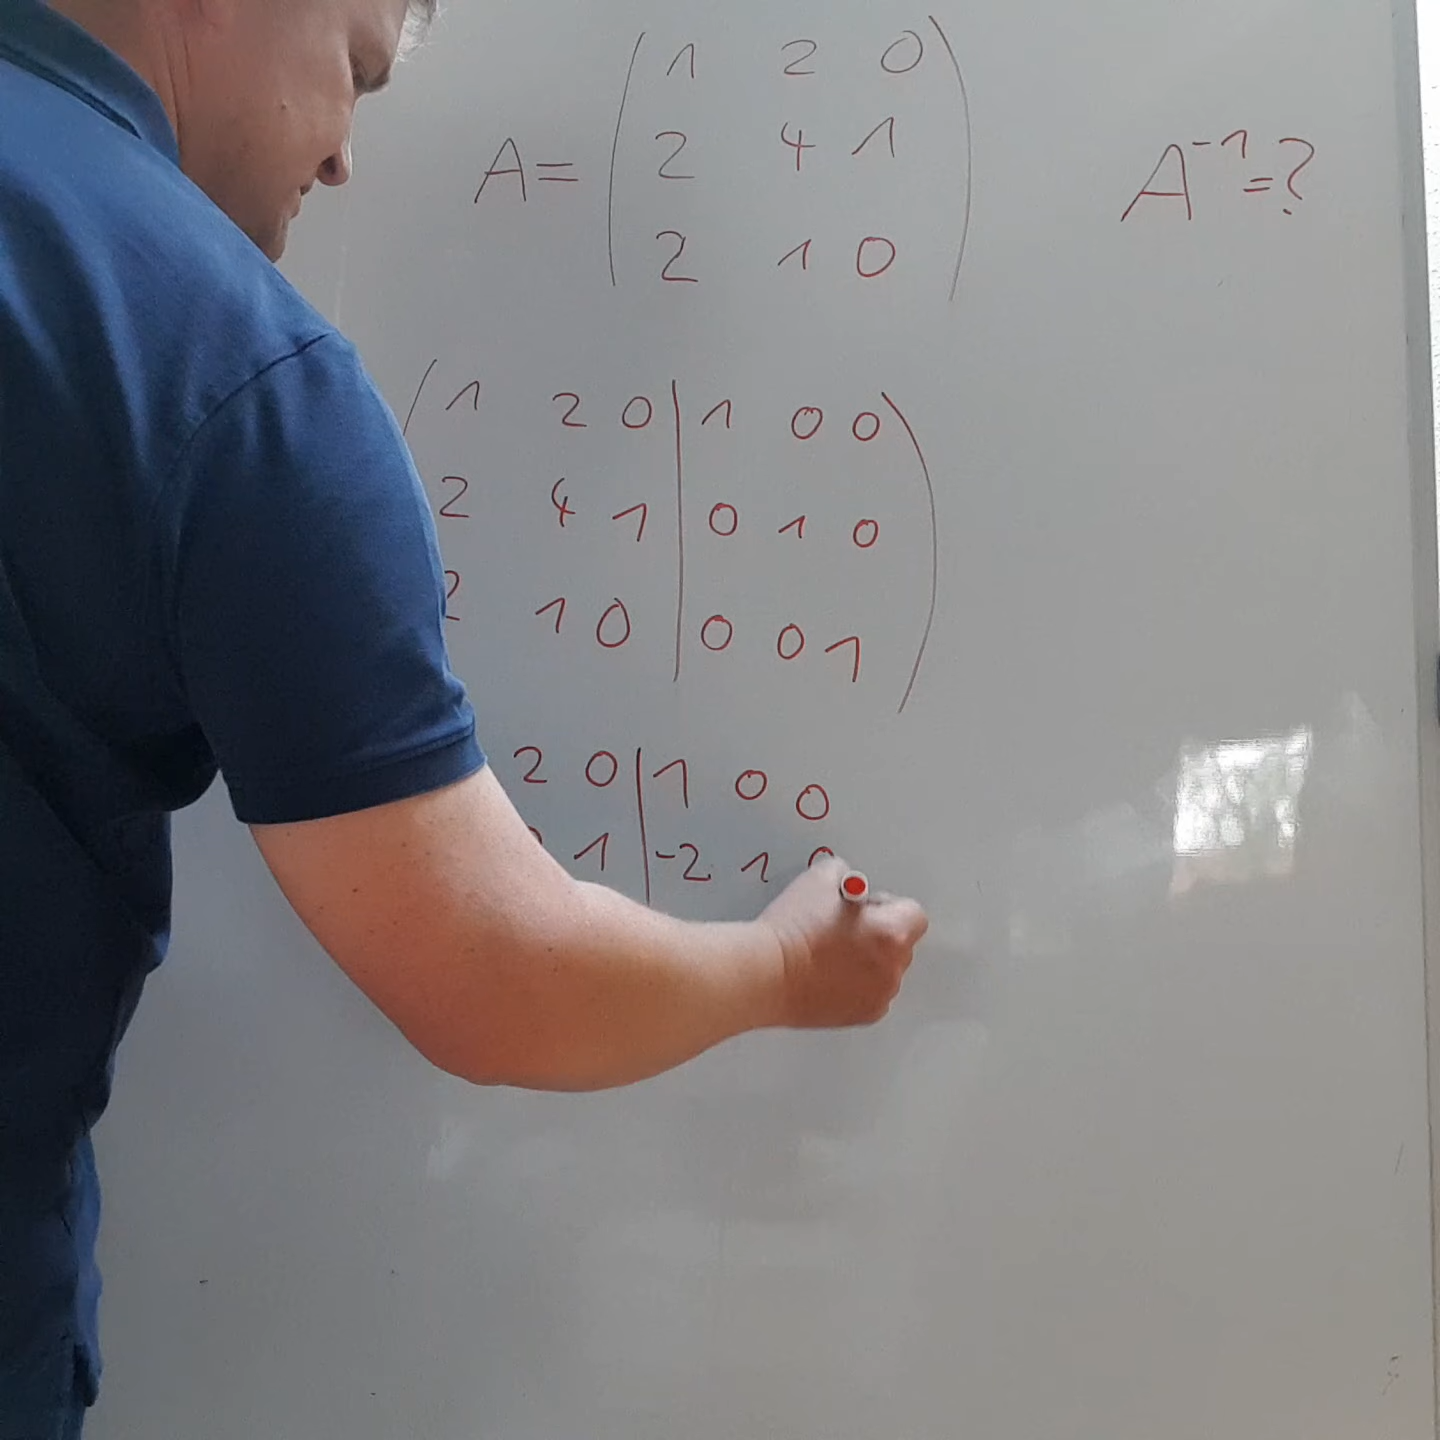 A = ( 1 2 0
2 4 1
2 1 0 )
A⁻¹ = ?
( 1 2 0 | 1 0 0
2 4 1 | 0 1 0
2 1 0 | 0 0 1 )
2 0 | 1 0 0
1 | -2 1